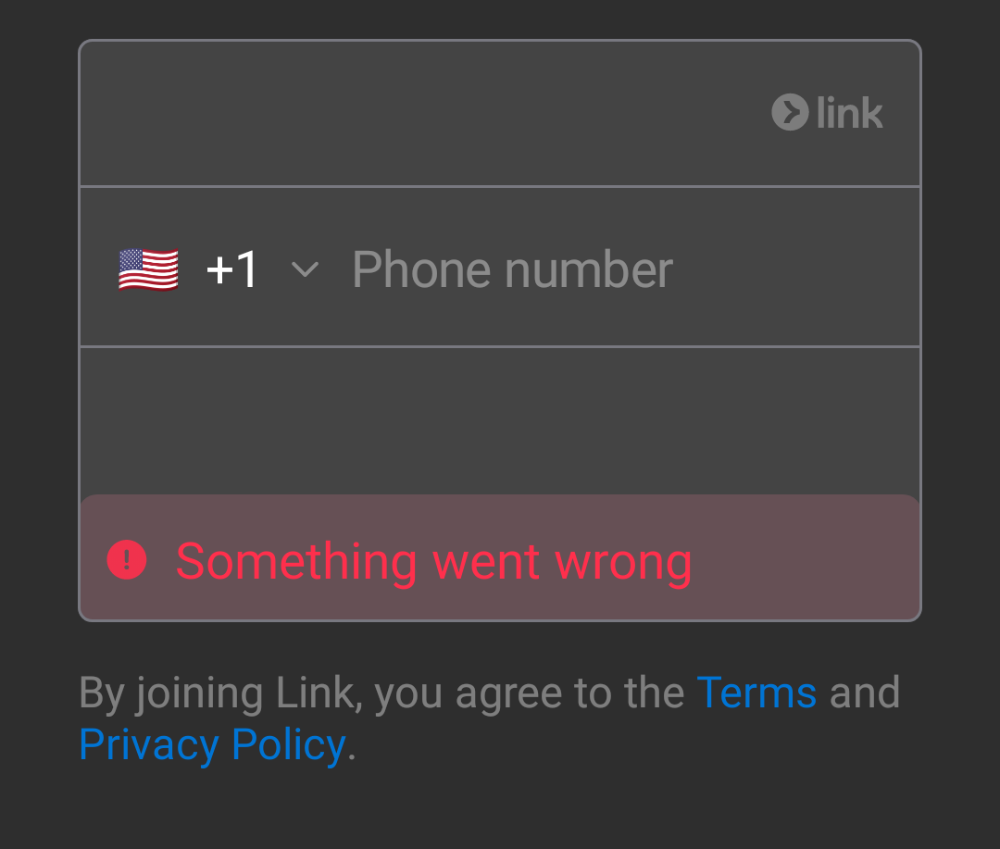 link
+1 Phone number
Something went wrong
By joining Link, you agree to the Terms and
Privacy Policy.